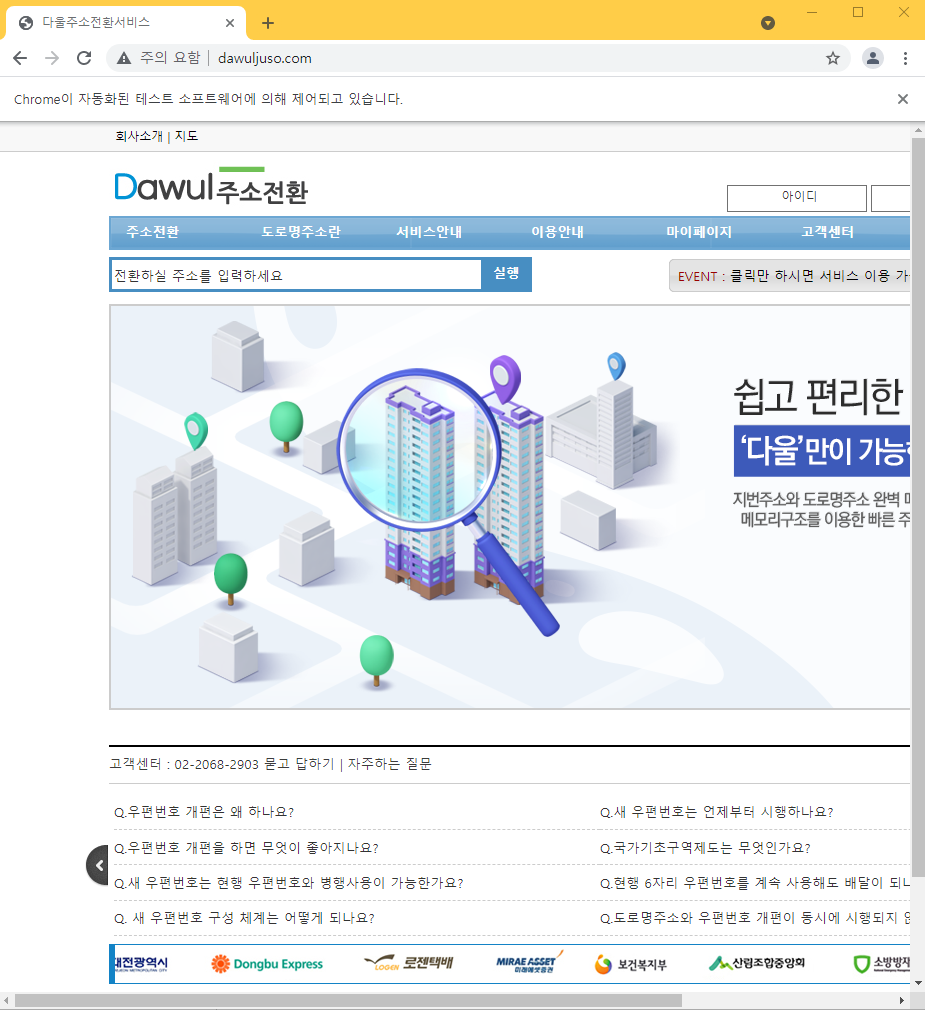 다울주소전환서비스
주의 요함 | dawuljuso.com
Chrome이 자동화된 테스트 소프트웨어에 의해 제어되고 있습니다.
회사소개 | 지도
Dawul주소전환
아이디
주소전환 도로명주소란 서비스안내 이용안내 마이페이지 고객센터
전환하실 주소를 입력하세요 실행
EVENT : 클릭만 하시면 서비스 이용 가
쉽고 편리한
'다울'만이 가능
지번주소와 도로명주소 완벽
메모리구조를 이용한 빠른 주
고객센터 : 02-2068-2903 묻고 답하기 | 자주하는 질문
Q.우편번호 개편은 왜 하나요? Q.새 우편번호는 언제부터 시행하나요?
Q.우편번호 개편을 하면 무엇이 좋아지나요? Q.국가기초구역제도는 무엇인가요?
Q.새 우편번호는 현행 우편번호와 병행사용이 가능한가요? Q.현행 6자리 우편번호를 계속 사용해도 배달이 되
Q. 새 우편번호 구성 체계는 어떻게 되나요? Q.도로명주소와 우편번호 개편이 동시에 시행되지
대전광역시 Dongbu Express LOGEN 로젠택배 MIRAE ASSET 미래에셋증권 보건복지부 산림조합중앙회 소방방재